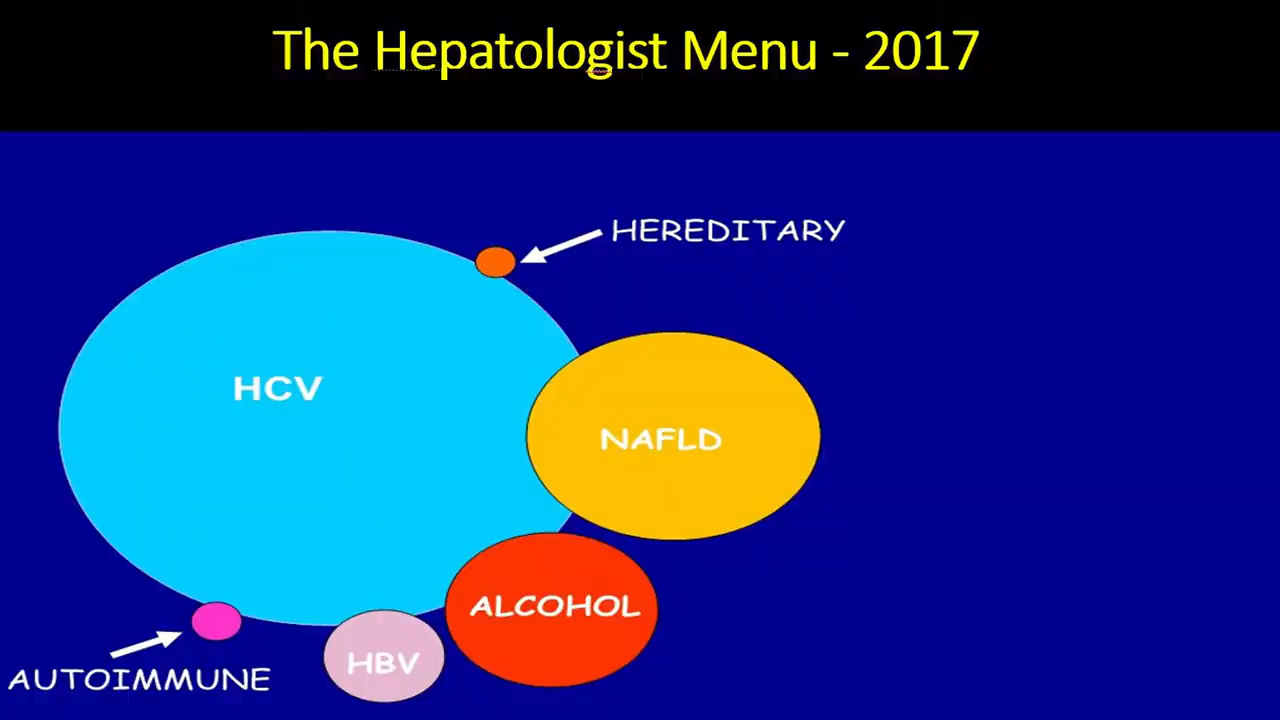 The Hepatologist Menu - 2017
HEREDITARY
HCV
NAFLD
ALCOHOL
HBV
AUTOIMMUNE